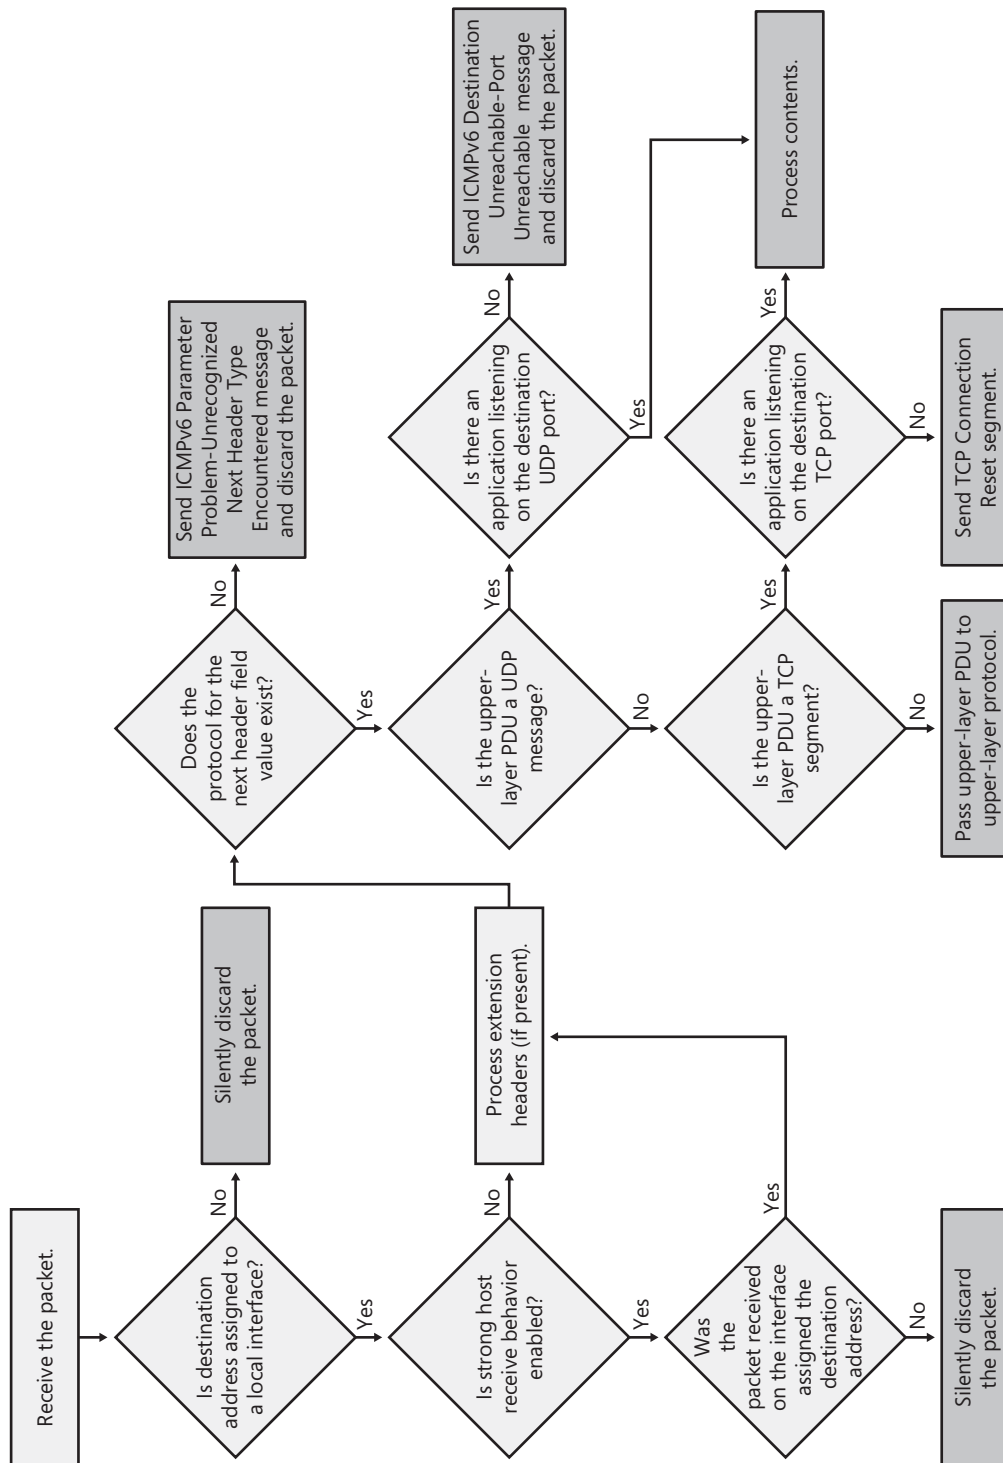 Receive the packet.
Is destination
address assigned to
a local interface?
No
Silently discard
the packet.
Yes
Is strong host
receive behavior
enabled?
No
Process extension
headers (if present).
Yes
Was
the
packet received
on the interface
assigned the
destination
address?
Yes
No
Silently discard
the packet.
Does the
protocol for the
next header field
value exist?
No
Send ICMPv6 Parameter
Problem-Unrecognized
Next Header Type
Encountered message
and discard the packet.
Yes
Is the upper-
layer PDU a UDP
message?
Yes
Is there an
application listening
on the destination
UDP port?
No
Send ICMPv6 Destination
Unreachable-Port
Unreachable message
and discard the packet.
Yes
No
Is the upper-
layer PDU a TCP
segment?
Yes
Is there an
application listening
on the destination
TCP port?
Yes
Process contents.
No
Pass upper-layer PDU to
upper-layer protocol.
No
Send TCP Connection
Reset segment.